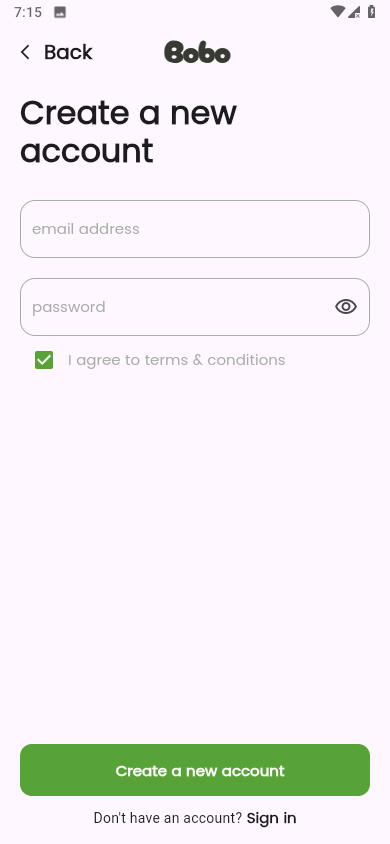 7:15
Back
Bobo
Create a new
account
email address
password
I agree to terms & conditions
Create a new account
Don't have an account? Sign in